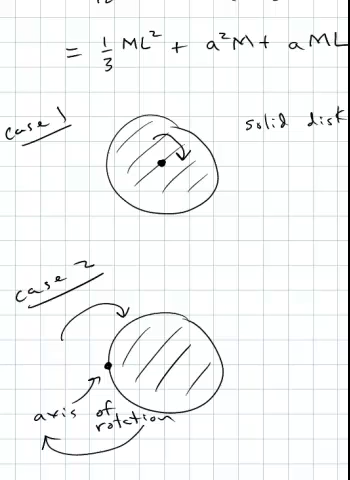 = 1/3 ML² + a²M + aML
case 1
solid disk
case 2
axis of
rotation